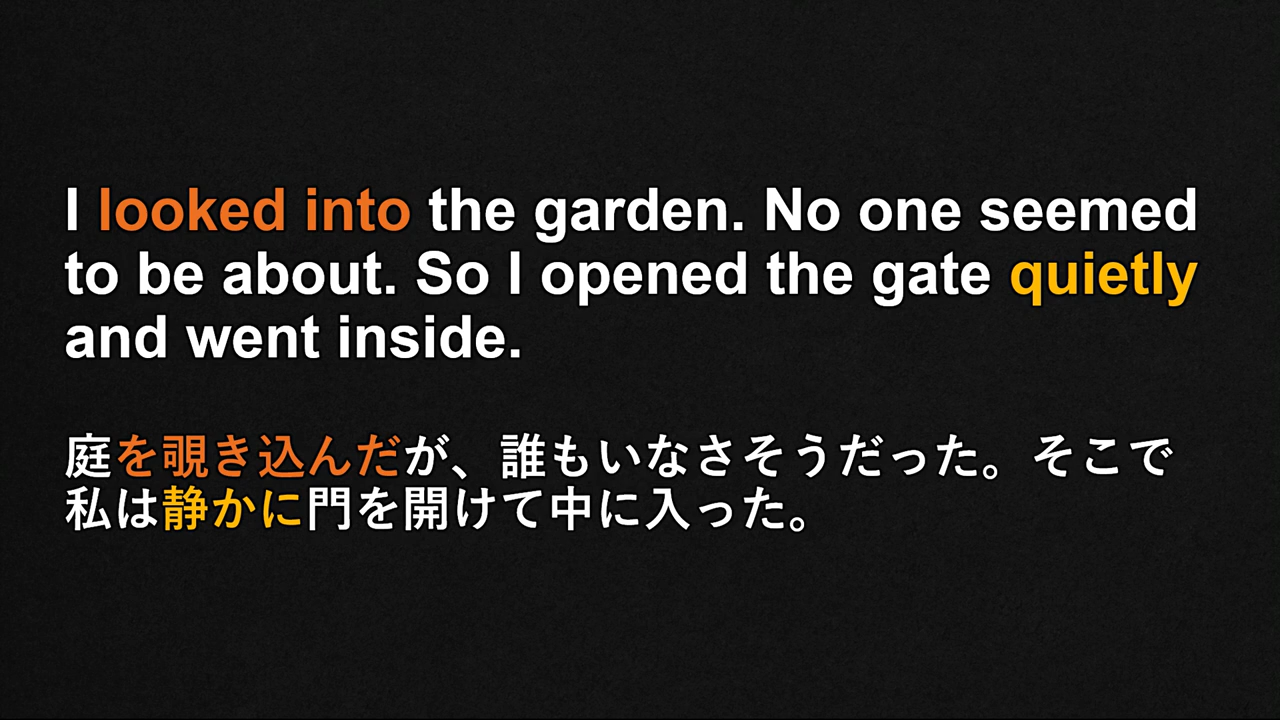 I looked into the garden. No one seemed
to be about. So I opened the gate quietly
and went inside.
庭を覗き込んだが、誰もいなさそうだった。そこで
私は静かに門を開けて中に入った。